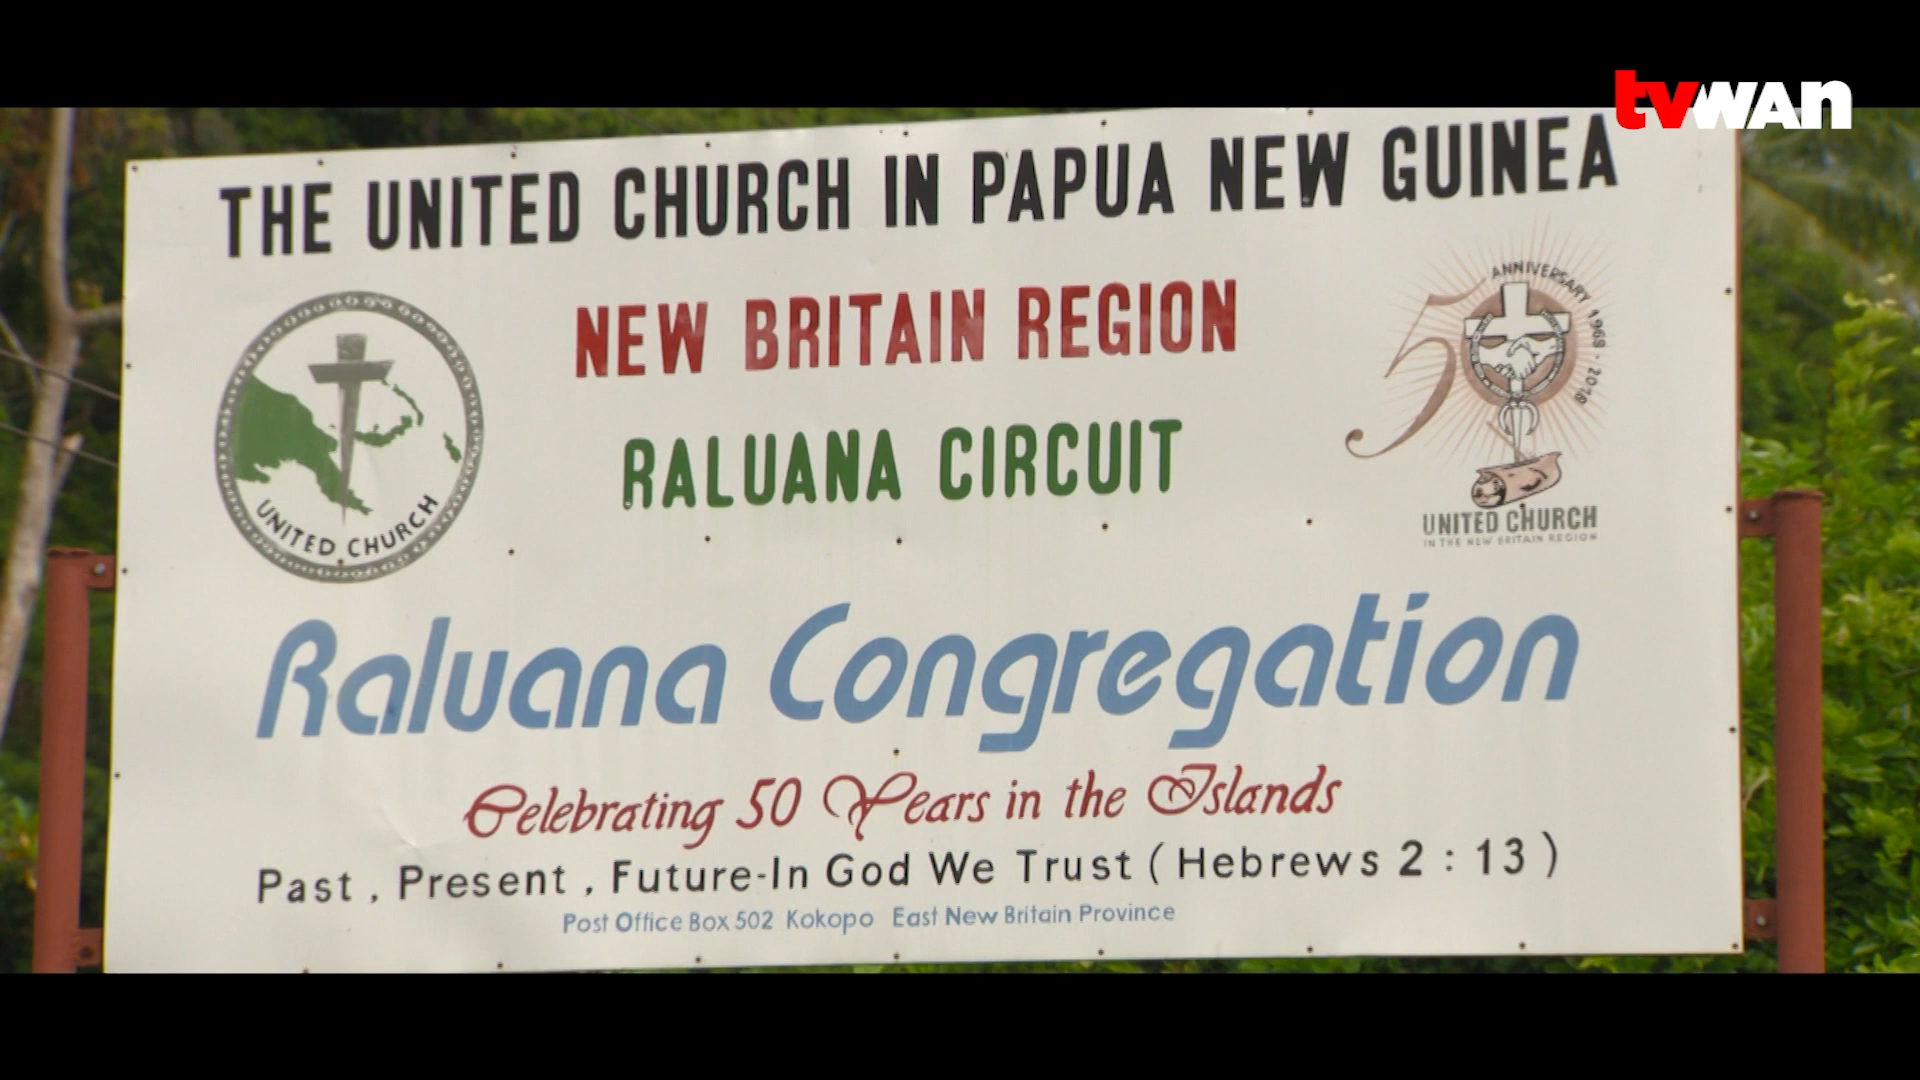 tvwan
THE UNITED CHURCH IN PAPUA NEW GUINEA
NEW BRITAIN REGION
RALUANA CIRCUIT
UNITED CHURCH
50
ANNIVERSARY 1968 - 2018
UNITED CHURCH
IN THE NEW BRITAIN REGION
Raluana Congregation
Celebrating 50 Years in the Islands
Past , Present , Future-In God We Trust ( Hebrews 2 : 13 )
Post Office Box 502 Kokopo East New Britain Province